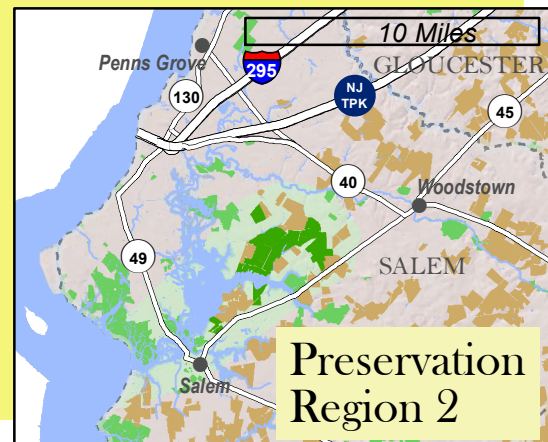 10 Miles
Penns Grove
295
GLOUCESTER
130
NJ
TPK
45
40
Woodstown
49
SALEM
Salem
Preservation
Region 2